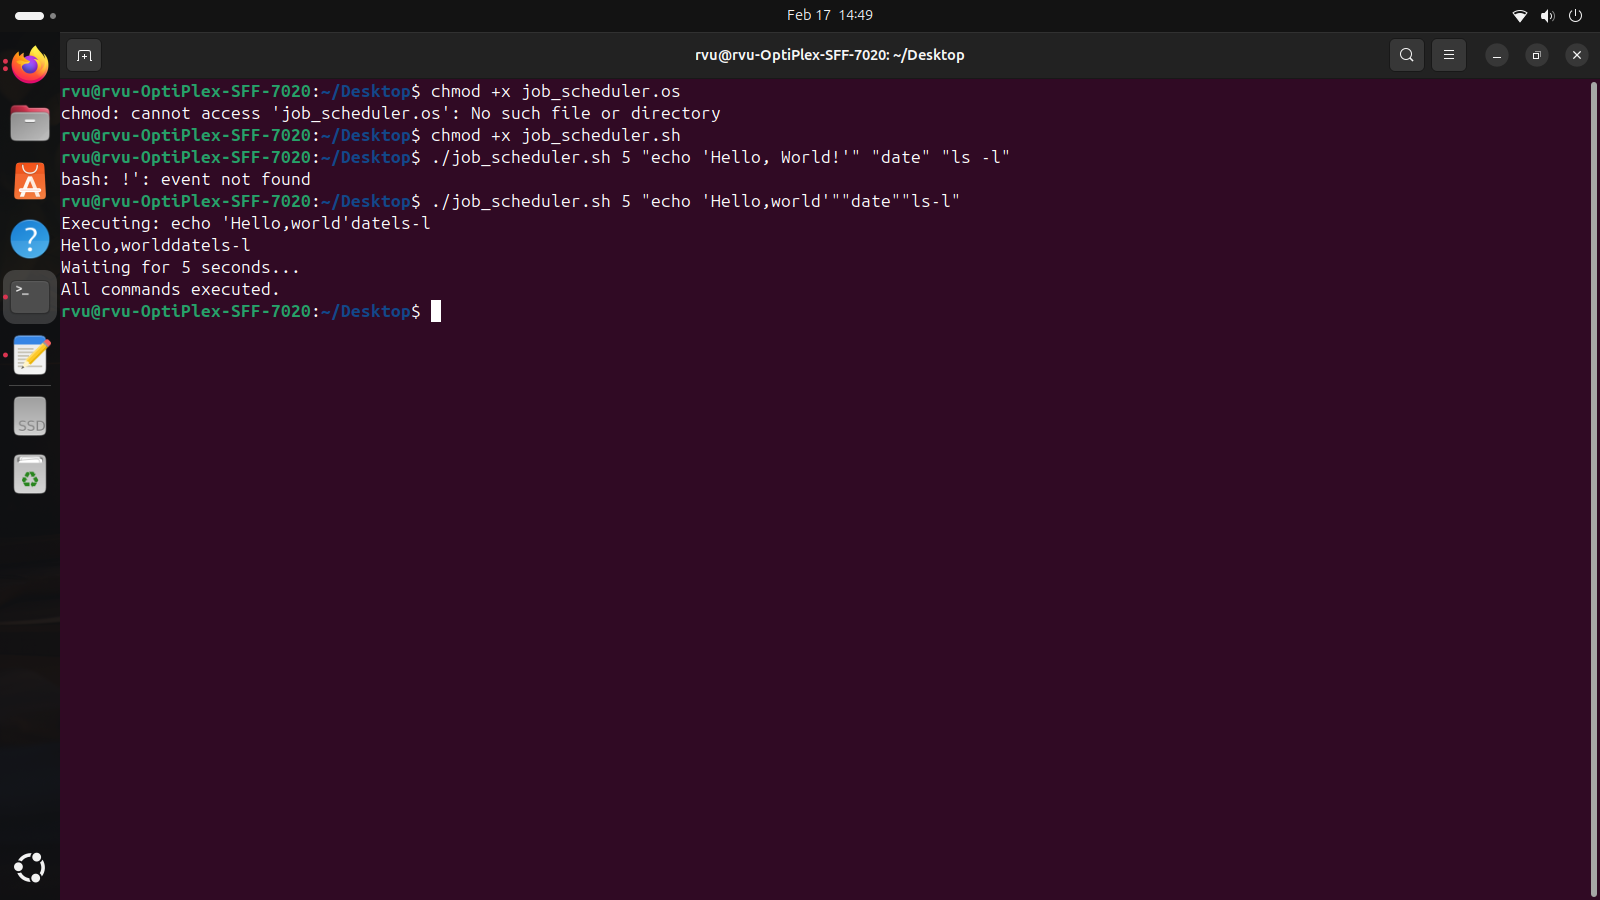 Feb 17 14:49
rvu@rvu-OptiPlex-SFF-7020: ~/Desktop
rvu@rvu-OptiPlex-SFF-7020:~/Desktop$ chmod +x job_scheduler.os
chmod: cannot access 'job_scheduler.os': No such file or directory
rvu@rvu-OptiPlex-SFF-7020:~/Desktop$ chmod +x job_scheduler.sh
rvu@rvu-OptiPlex-SFF-7020:~/Desktop$ ./job_scheduler.sh 5 "echo 'Hello, World!'" "date" "ls -l"
bash: !': event not found
rvu@rvu-OptiPlex-SFF-7020:~/Desktop$ ./job_scheduler.sh 5 "echo 'Hello,world'""date""ls-l"
Executing: echo 'Hello,world'datels-l
Hello,worlddatels-l
Waiting for 5 seconds...
All commands executed.
rvu@rvu-OptiPlex-SFF-7020:~/Desktop$
>_
SSD